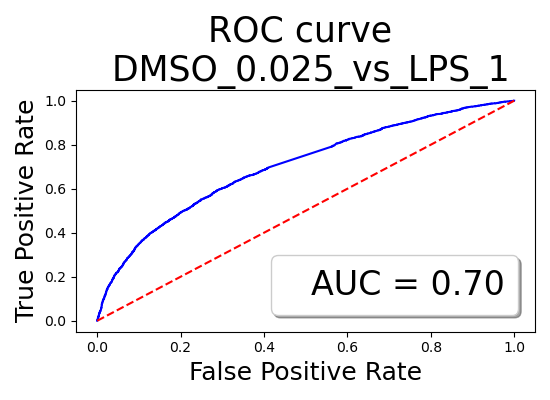 ROC curve
DMSO_0.025_vs_LPS_1
True Positive Rate
1.0
0.8
0.6
0.4
0.2
0.0
AUC = 0.70
0.0 0.2 0.4 0.6 0.8 1.0
False Positive Rate